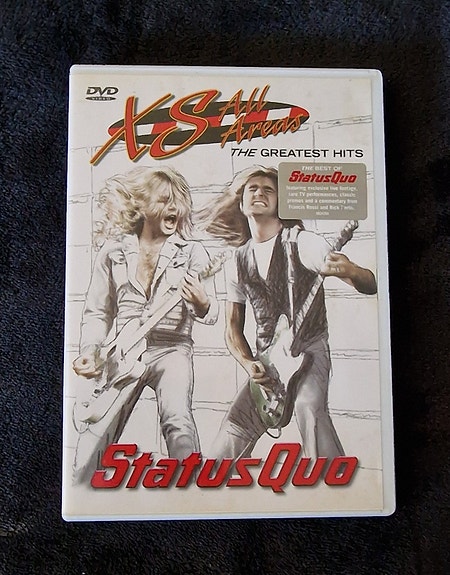 DVD
VIDEO
XS All
Areas
THE GREATEST HITS
THE BEST OF
StatusQuo
featuring exclusive live footage,
rare TV performances, classic
promos and a commentary from
Francis Rossi and Rick
StatusQuo